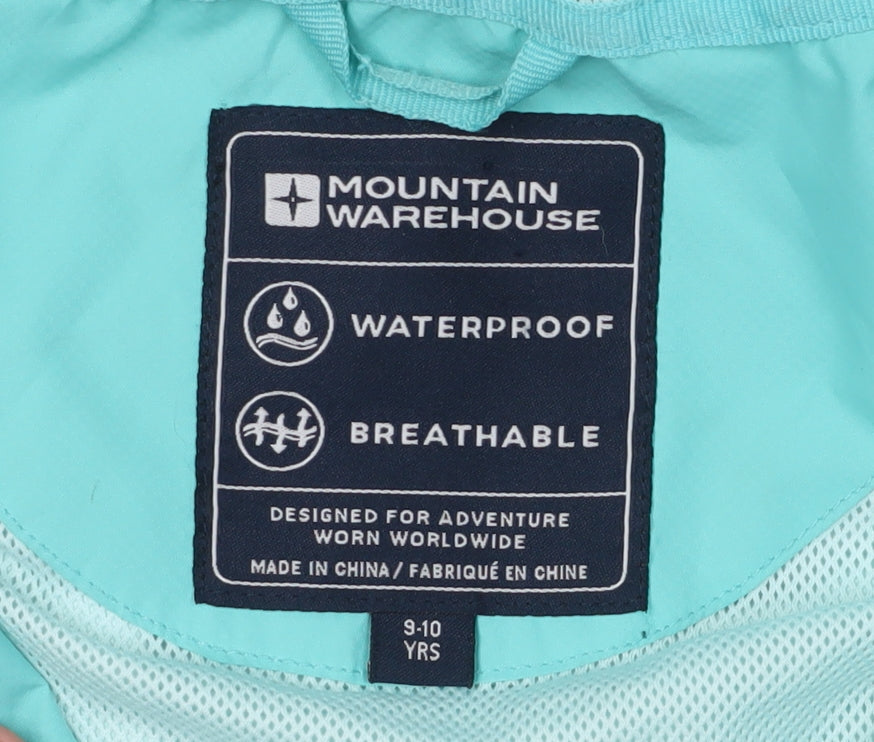 MOUNTAIN
WAREHOUSE
WATERPROOF
BREATHABLE
DESIGNED FOR ADVENTURE
WORN WORLDWIDE
MADE IN CHINA / FABRIQUÉ EN CHINE
9-10
YRS